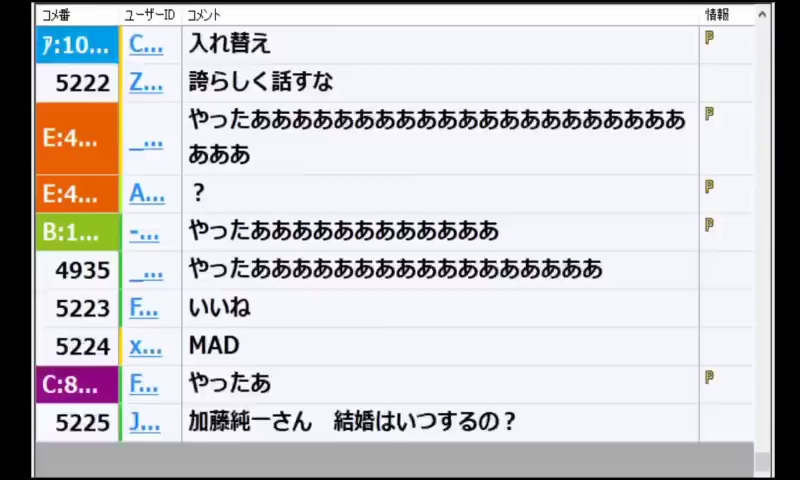 コメ番 ユーザーID コメント 情報
ｱ:10... C... 入れ替え P
5222 Z... 誇らしく話すな
E:4... _... やったあああああああああああああああああああああ P
あああ
E:4... A... ？ P
B:1... -... やったああああああああああああ P
4935 _... やったあああああああああああああああああ
5223 F... いいね
5224 x... MAD
C:8... F... やったあ P
5225 J... 加藤純一さん　結婚はいつするの？